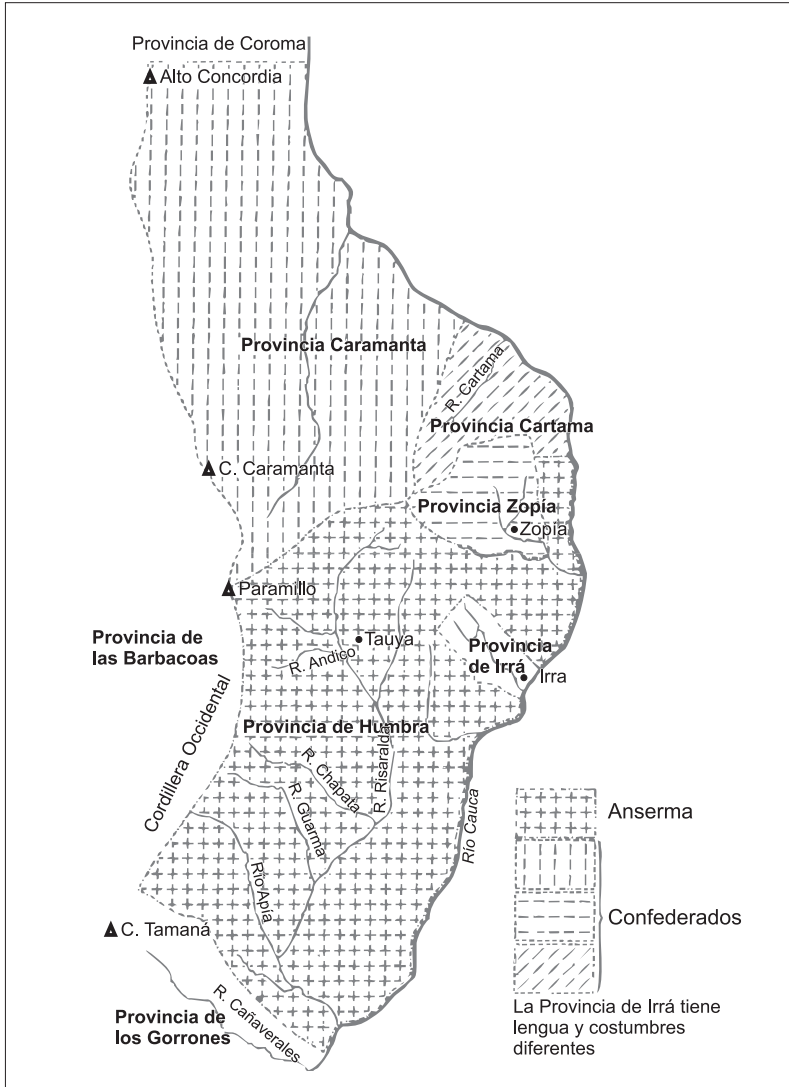 Provincia de Coroma
Alto Concordia
Provincia Caramanta
R. Cartama
Provincia Cartama
C. Caramanta
Provincia Zopía
Zopía
Paramillo
Provincia de
las Barbacoas
Tauya
R. Andico
Provincia
de Irrá
Irra
Cordillera Occidental
Provincia de Humbra
R. Risaralda
R. Chapata
R. Guarma
Río Cauca
Río Apía
C. Tamaná
R. Cañaverales
Provincia de
los Gorrones
Anserma
Confederados
La Provincia de Irrá tiene
lengua y costumbres
diferentes